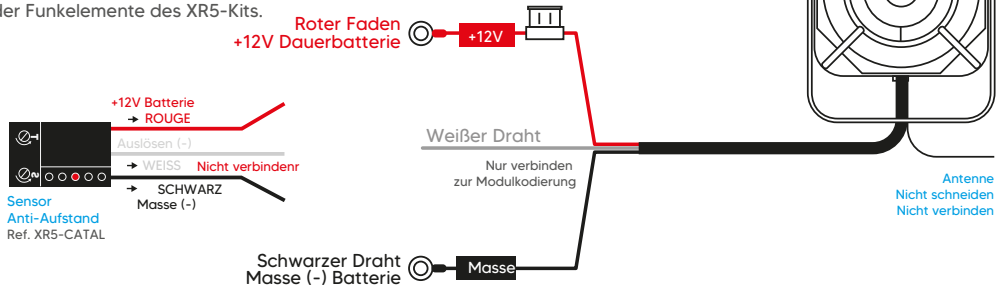 der Funkelemente des XR5-Kits.
Roter Faden
+12V Dauerbatterie
+12V
+12V Batterie
→ ROUGE
Auslösen (-)
→ WEISS Nicht verbindenr
→ SCHWARZ
Masse (-)
1
2
Sensor
Anti-Aufstand
Ref. XR5-CATAL
Weißer Draht
Nur verbinden
zur Modulkodierung
Schwarzer Draht
Masse (-) Batterie
Masse
Antenne
Nicht schneiden
Nicht verbinden